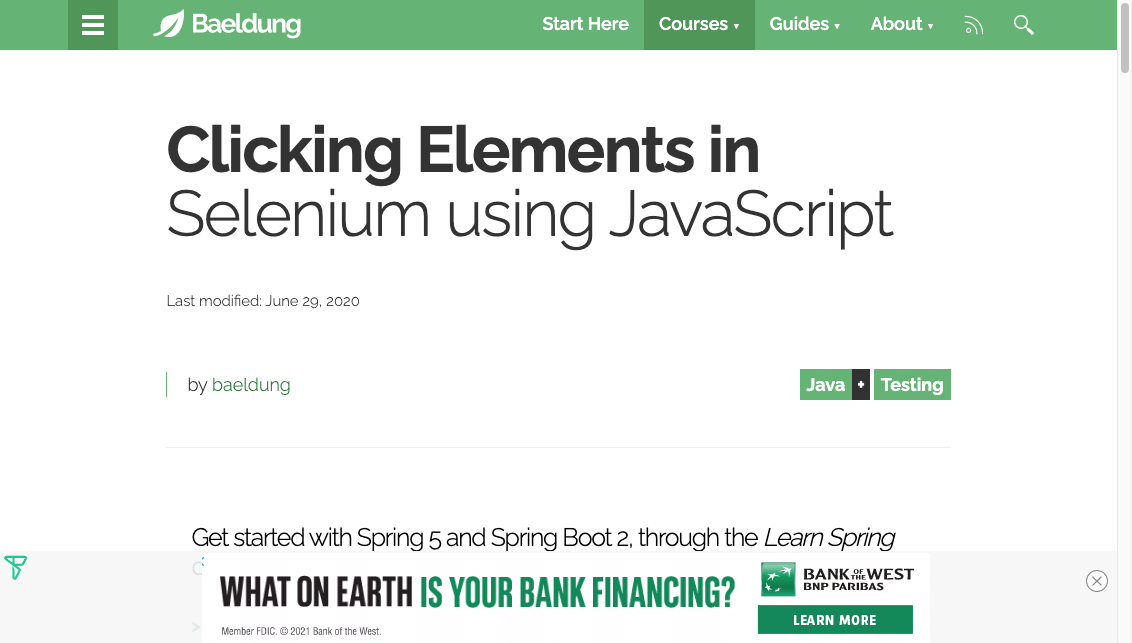 Baeldung
Start Here Courses ▾ Guides ▾ About ▾
Clicking Elements in
Selenium using JavaScript
Last modified: June 29, 2020
by baeldung
Java + Testing
Get started with Spring 5 and Spring Boot 2, through the Learn Spring
WHAT ON EARTH IS YOUR BANK FINANCING?
Member FDIC. © 2021 Bank of the West.
BANK OF THE WEST
BNP PARIBAS
LEARN MORE